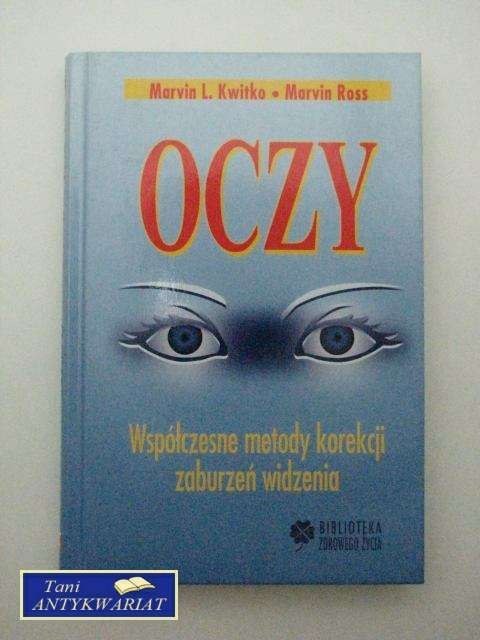 Marvin L. Kwitko • Marvin Ross
OCZY
Współczesne metody korekcji
zaburzeń widzenia
BIBLIOTEKA
ZDROWEGO ŻYCIA
Tani
ANTYKWARIAT